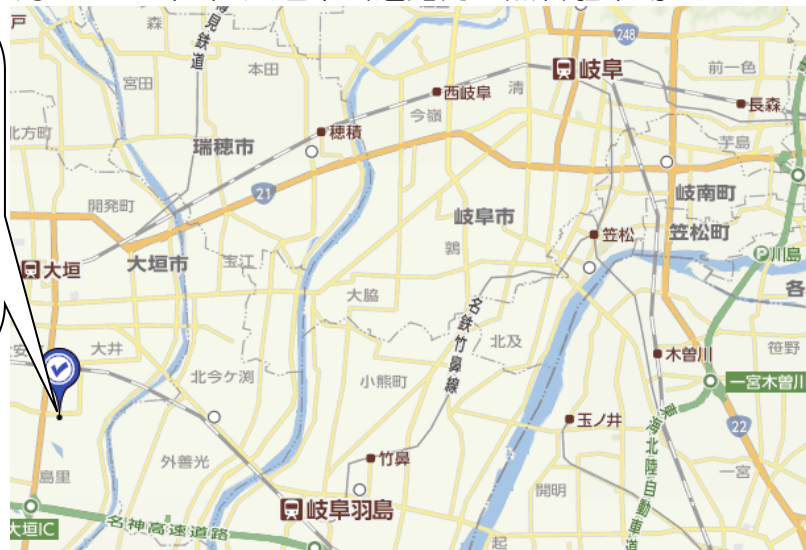 戸
森
248
本田
宮田
岐阜
前一色
西岐阜
清
長森
今嶺
穂積
北方町
瑞穂市
芋島
21
岐南町
開発町
岐阜市
笠松町
笠松
大垣市
宝江
鶉
川島
大垣
大脇
各
名鉄竹鼻線
大井
北及
笹野
木曽川
北今ケ渕
小熊町
一宮木曽川
玉ノ井
22
東海北陸自動車道
外善光
竹鼻
一宮
島里
開明
岐阜羽島
大垣IC
名神高速道路
起